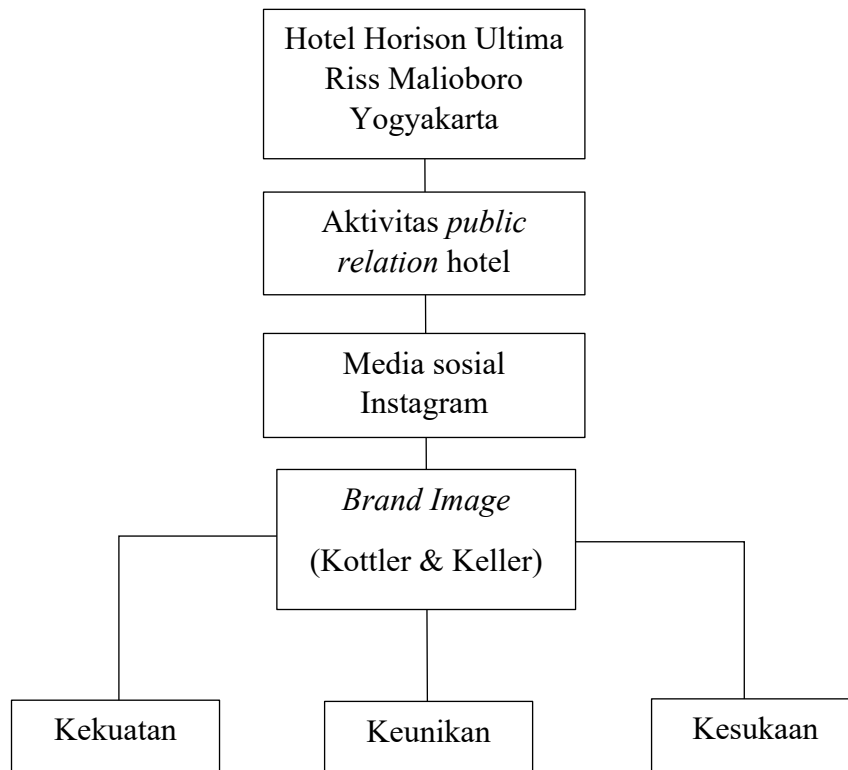 Hotel Horison Ultima
Riss Malioboro
Yogyakarta
Aktivitas public
relation hotel
Media sosial
Instagram
Brand Image
(Kottler & Keller)
Kekuatan
Keunikan
Kesukaan